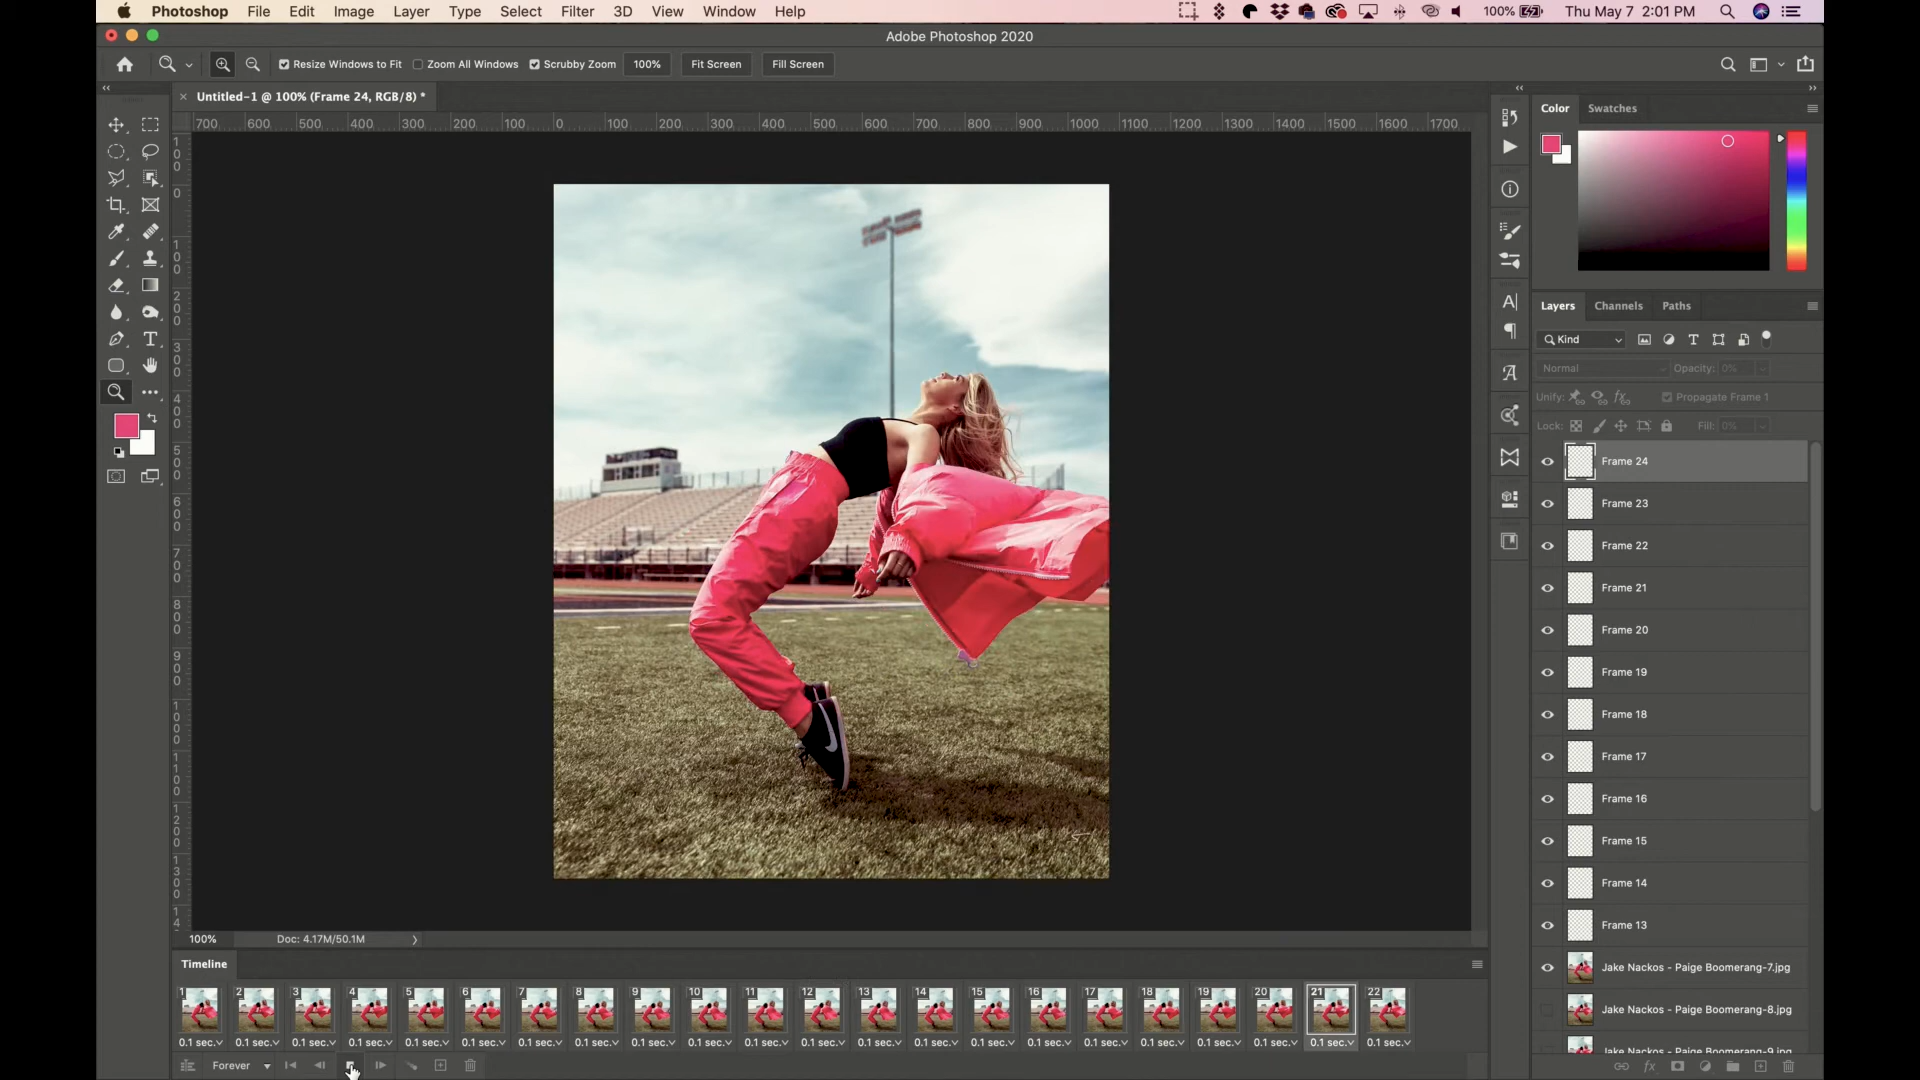 Photoshop File Edit Image Layer Type Select Filter 3D View Window Help 100% Thu May 7 2:01 PM
Adobe Photoshop 2020
Resize Windows to Fit Zoom All Windows Scrubby Zoom 100% Fit Screen Fill Screen
Untitled-1 @ 100% (Frame 24, RGB/8) *
Color Swatches
700 600 500 400 300 200 100 0 100 200 300 400 500 600 700 800 900 1000 1100 1200 1300 1400 1500 1600 1700
Layers Channels Paths
Kind
Normal Opacity: 0%
Unify: Propagate Frame 1
Lock: Fill: 0%
Frame 24
Frame 23
Frame 22
Frame 21
Frame 20
Frame 19
Frame 18
Frame 17
Frame 16
Frame 15
Frame 14
Frame 13
Jake Nackos - Paige Boomerang-7.jpg
Jake Nackos - Paige Boomerang-8.jpg
Jake Nackos - Paige Boomerang-9.jpg
100% Doc: 4.17M/50.1M
Timeline
1 2 3 4 5 6 7 8 9 10 11 12 13 14 15 16 17 18 19 20 21 22
0.1 sec. 0.1 sec. 0.1 sec. 0.1 sec. 0.1 sec. 0.1 sec. 0.1 sec. 0.1 sec. 0.1 sec. 0.1 sec. 0.1 sec. 0.1 sec. 0.1 sec. 0.1 sec. 0.1 sec. 0.1 sec. 0.1 sec. 0.1 sec. 0.1 sec. 0.1 sec. 0.1 sec. 0.1 sec.
Forever